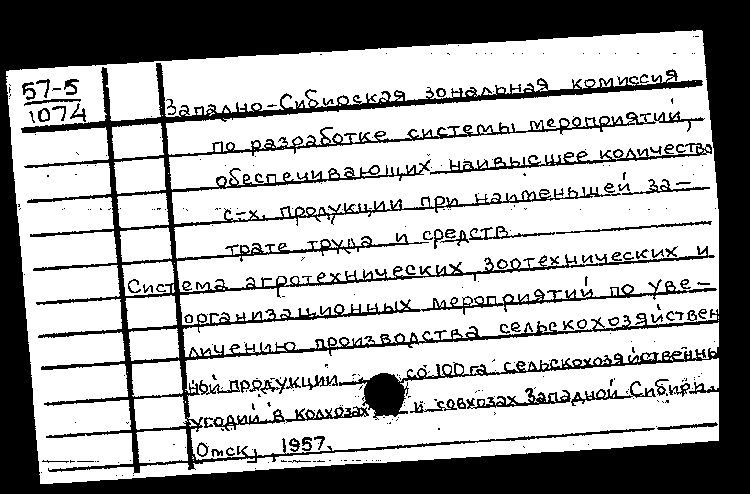 57-5
1074
Западно-Сибирская зональная комиссия
по разработке системы мероприятий,
обеспечивающих наивысшее количество
с-х. продукции при наименьшей за-
трате труда и средств.
Система агротехнических, зоотехнических и
организационных мероприятий по уве-
личению производства сельскохозяйствен
ной продукции со 100 га сельскохозяйственны
угодий в колхозах и совхозах Западной Сибири.
Омск, 1957.